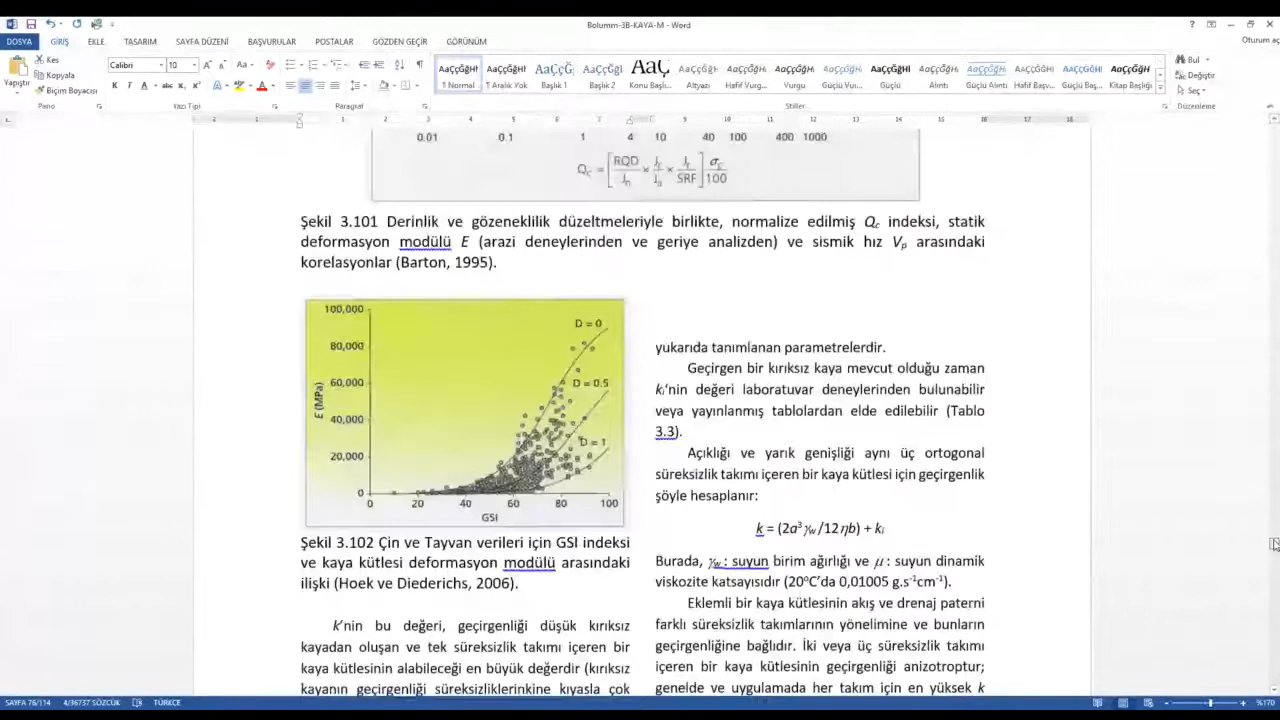 Bolumm-3B-KAYA-M - Word
Oturum aç
DOSYA GİRİŞ EKLE TASARIM SAYFA DÜZENİ BAŞVURULAR POSTALAR GÖZDEN GEÇİR GÖRÜNÜM
Yapıştır
Kes
Kopyala
Biçim Boyacısı
Pano
Calibri 10
Yazı Tipi
Paragraf
¶ Normal ¶ Aralık Yok Başlık 1 Başlık 2 Konu Başlı... Altyazı Hafif Vurg... Vurgu Güçlü Vur... Güçlü Alıntı Güçlü Alıntı Hafif Başv... Güçlü Baş... Kitap Başlığı
Stiller
Bul
Değiştir
Seç
Düzenleme
0.01 0.1 1 4 10 40 100 400 1000
Şekil 3.101 Derinlik ve gözeneklilik düzeltmeleriyle birlikte, normalize edilmiş Qc indeksi, statik
deformasyon modülü E (arazi deneylerinden ve geriye analizden) ve sismik hız Vp arasındaki
korelasyonlar (Barton, 1995).
100,000
80,000
60,000
40,000
20,000
0
E (MPa)
D = 0
D = 0.5
D = 1
0 20 40 60 80 100
GSI
Şekil 3.102 Çin ve Tayvan verileri için GSI indeksi
ve kaya kütlesi deformasyon modülü arasındaki
ilişki (Hoek ve Diederichs, 2006).
k'nin bu değeri, geçirgenliği düşük kırıksız
kayadan oluşan ve tek süreksizlik takımı içeren bir
kaya kütlesinin alabileceği en büyük değerdir (kırıksız
kayanın geçirgenliği süreksizliklerinkine kıyasla çok
yukarıda tanımlanan parametrelerdir.
Geçirgen bir kırıksız kaya mevcut olduğu zaman
ki'nin değeri laboratuvar deneylerinden bulunabilir
veya yayınlanmış tablolardan elde edilebilir (Tablo
3.3).
Açıklığı ve yarık genişliği aynı üç ortogonal
süreksizlik takımı içeren bir kaya kütlesi için geçirgenlik
şöyle hesaplanır:
k = (2a³γw/12ηb) + ki
Burada, γw: suyun birim ağırlığı ve μ: suyun dinamik
viskozite katsayısıdır (20°C'da 0,01005 g.s⁻¹cm⁻¹).
Eklemli bir kaya kütlesinin akış ve drenaj paterni
farklı süreksizlik takımlarının yönelimine ve bunların
geçirgenliğine bağlıdır. İki veya üç süreksizlik takımı
içeren bir kaya kütlesinin geçirgenliği anizotroptur;
genelde ve uygulamada her takım için en yüksek k
SAYFA 76/114 4/36737 SÖZCÜK TÜRKÇE %170